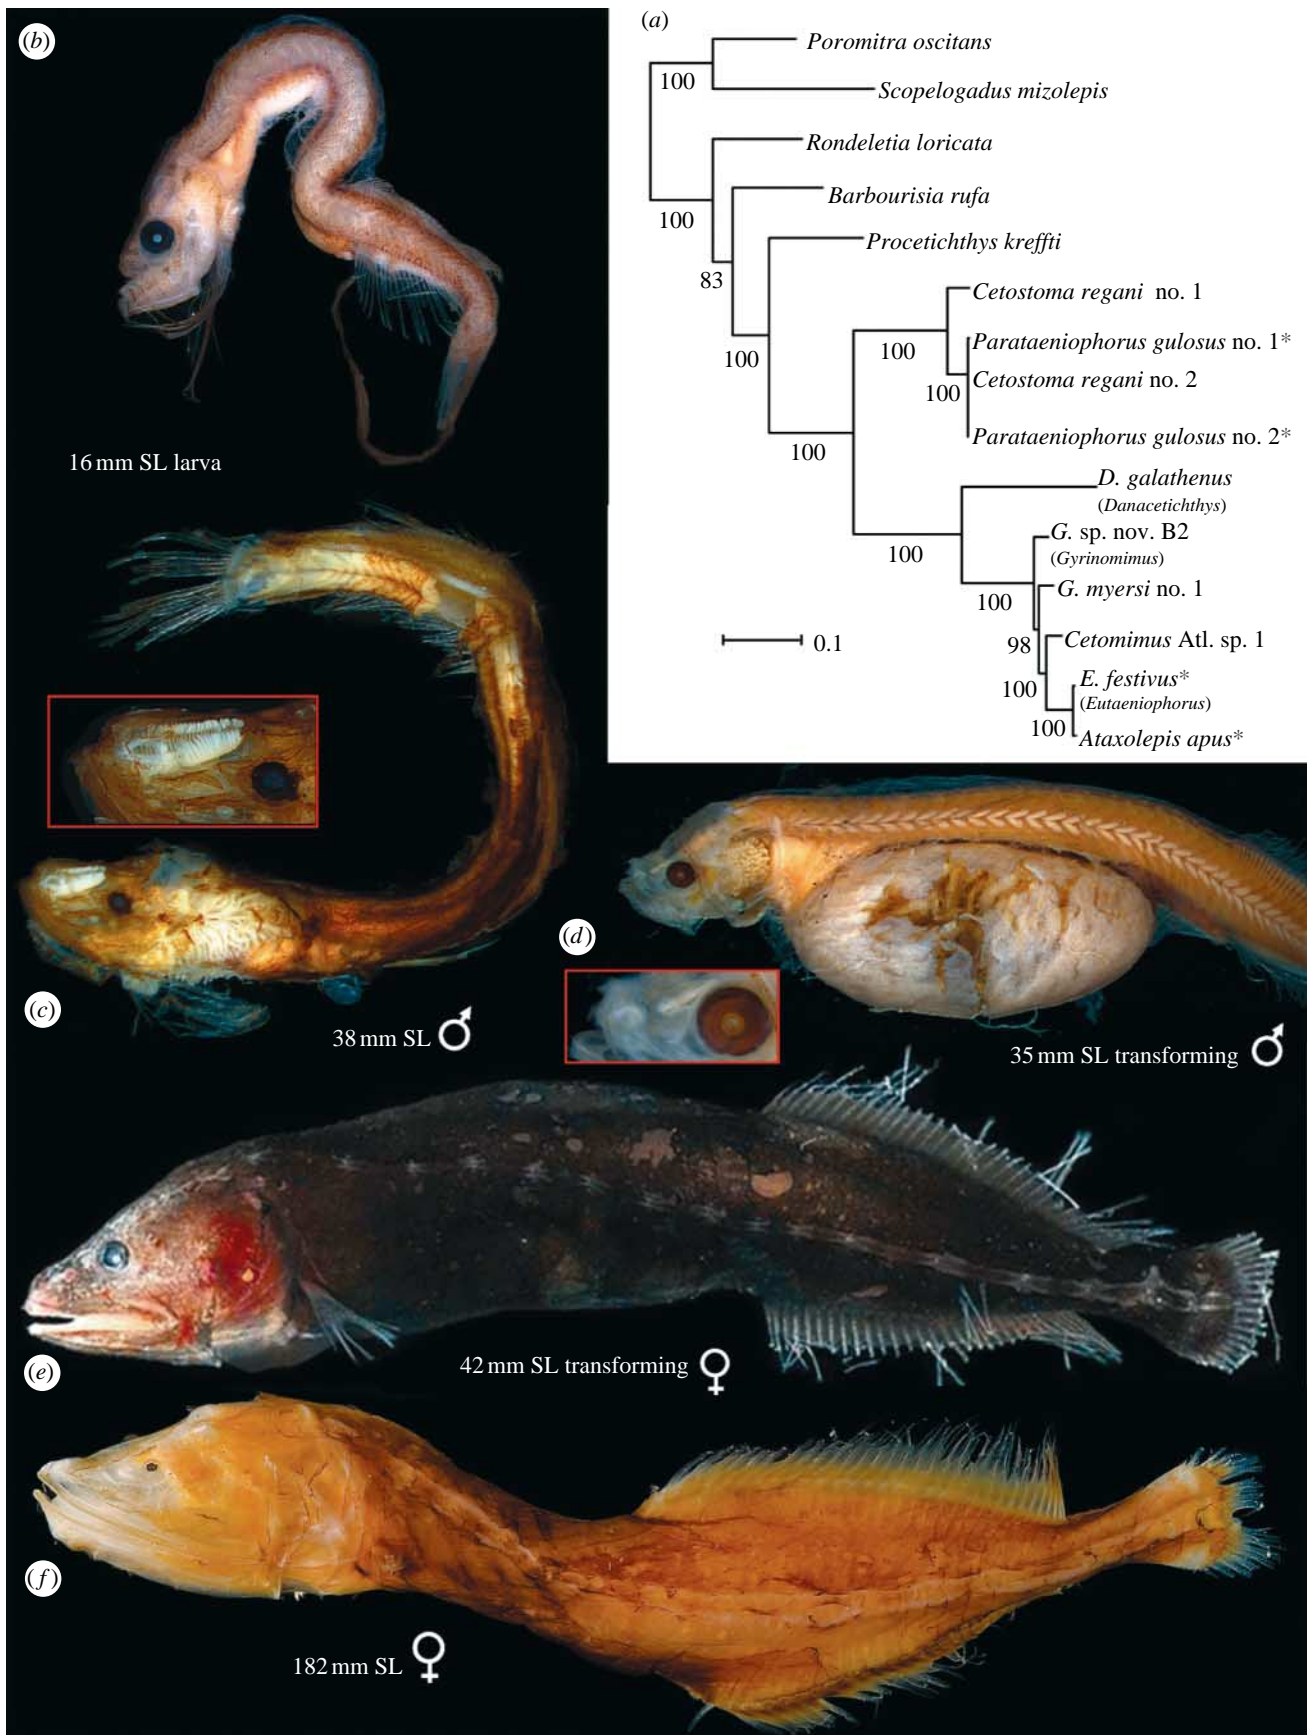 (b)
16 mm SL larva
(a)
Poromitra oscitans
100
Scopelogadus mizolepis
Rondeletia loricata
100
Barbourisia rufa
83
Procetichthys kreffti
100
Cetostoma regani no. 1
100
Parataeniophorus gulosus no. 1*
100
Cetostoma regani no. 2
Parataeniophorus gulosus no. 2*
100
D. galathenus
(Danacetichthys)
100
G. sp. nov. B2
(Gyrinomimus)
100
G. myersi no. 1
98
Cetomimus Atl. sp. 1
100
E. festivus*
(Eutaeniophorus)
100
Ataxolepis apus*
0.1
(c)
38 mm SL ♂
(d)
35 mm SL transforming ♂
(e)
42 mm SL transforming ♀
(f)
182 mm SL ♀